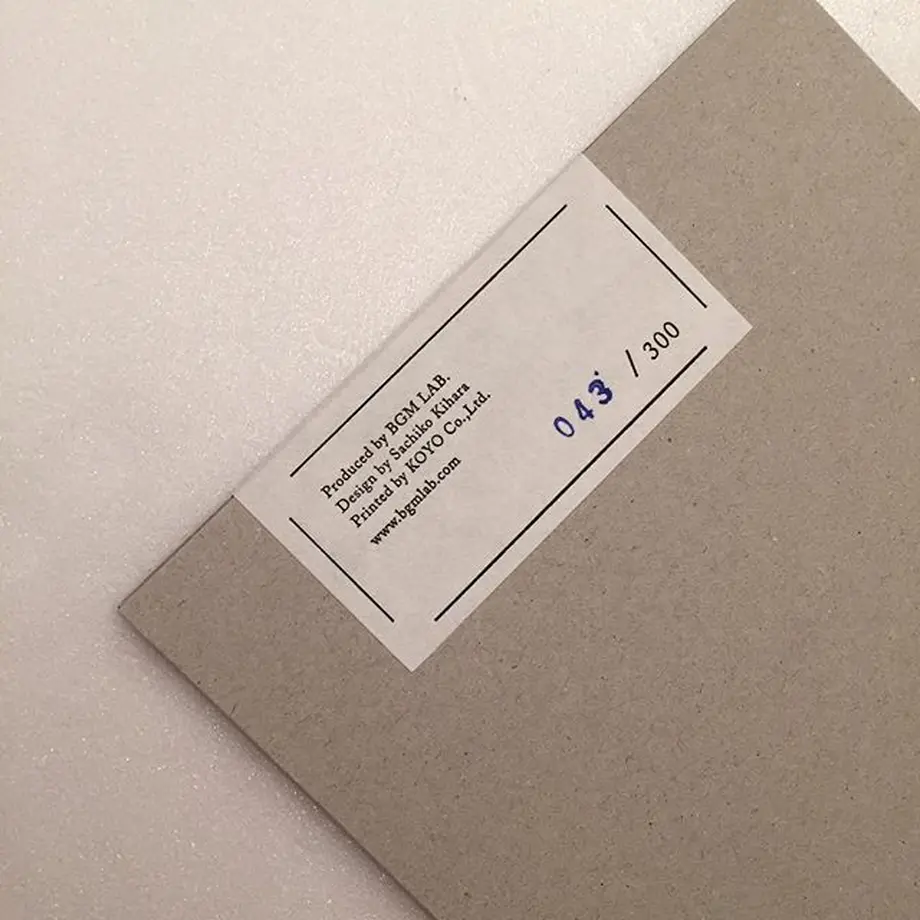 Produced by BGM LAB.
Design by Sachiko Kihara
Printed by KOYO Co.,Ltd.
www.bgmlab.com
043 / 300